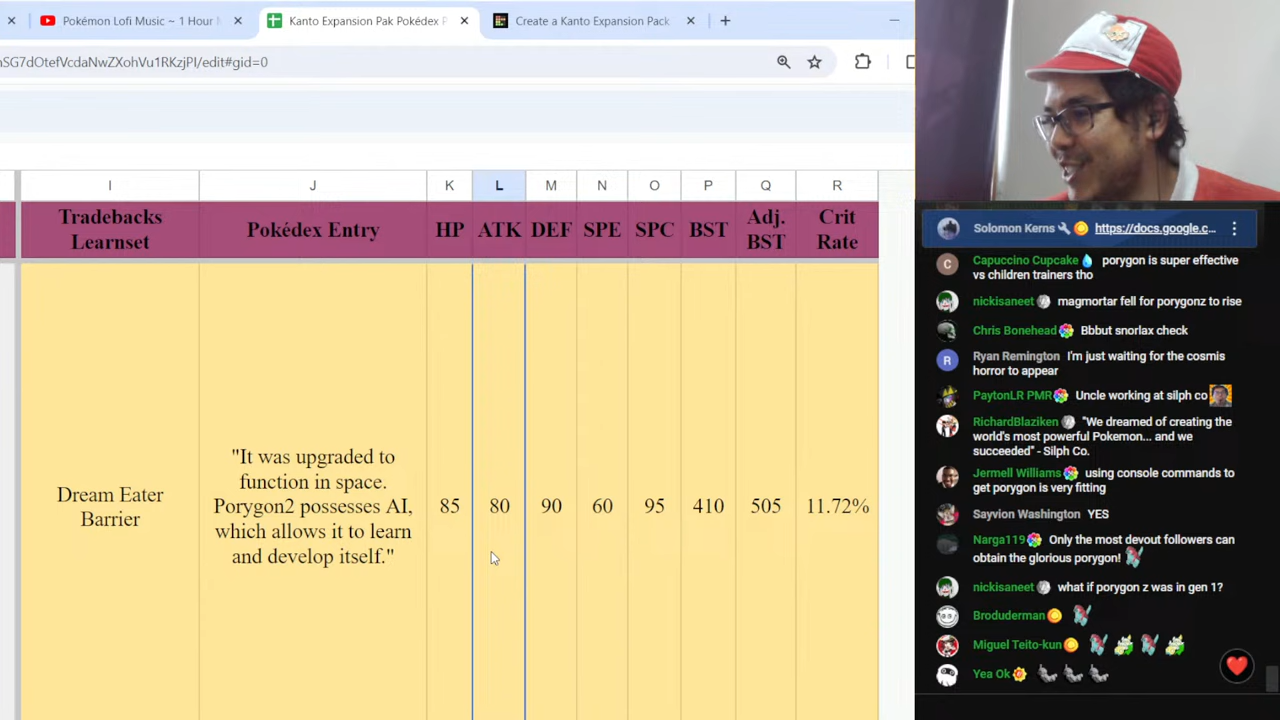 Pokémon Lofi Music ~ 1 Hour
Kanto Expansion Pak Pokédex
Create a Kanto Expansion Pack
SG7dOtefVcdaNwZXohVu1RKzjPI/edit#gid=0
I J K L M N O P Q R
Tradebacks
Learnset
Pokédex Entry HP ATK DEF SPE SPC BST
Adj.
BST
Crit
Rate
Dream Eater
Barrier
"It was upgraded to
function in space.
Porygon2 possesses AI,
which allows it to learn
and develop itself."
85 80 90 60 95 410 505 11.72%
Solomon Kerns https://docs.google.c...
Capuccino Cupcake porygon is super effective
vs children trainers tho
nickisaneet magmortar fell for porygonz to rise
Chris Bonehead Bbbut snorlax check
Ryan Remington I'm just waiting for the cosmis
horror to appear
PaytonLR PMR Uncle working at silph co
RichardBlaziken "We dreamed of creating the
world's most powerful Pokemon... and we
succeeded" - Silph Co.
Jermell Williams using console commands to
get porygon is very fitting
Sayvion Washington YES
Narga119 Only the most devout followers can
obtain the glorious porygon!
nickisaneet what if porygon z was in gen 1?
Broduderman
Miguel Teito-kun
Yea Ok